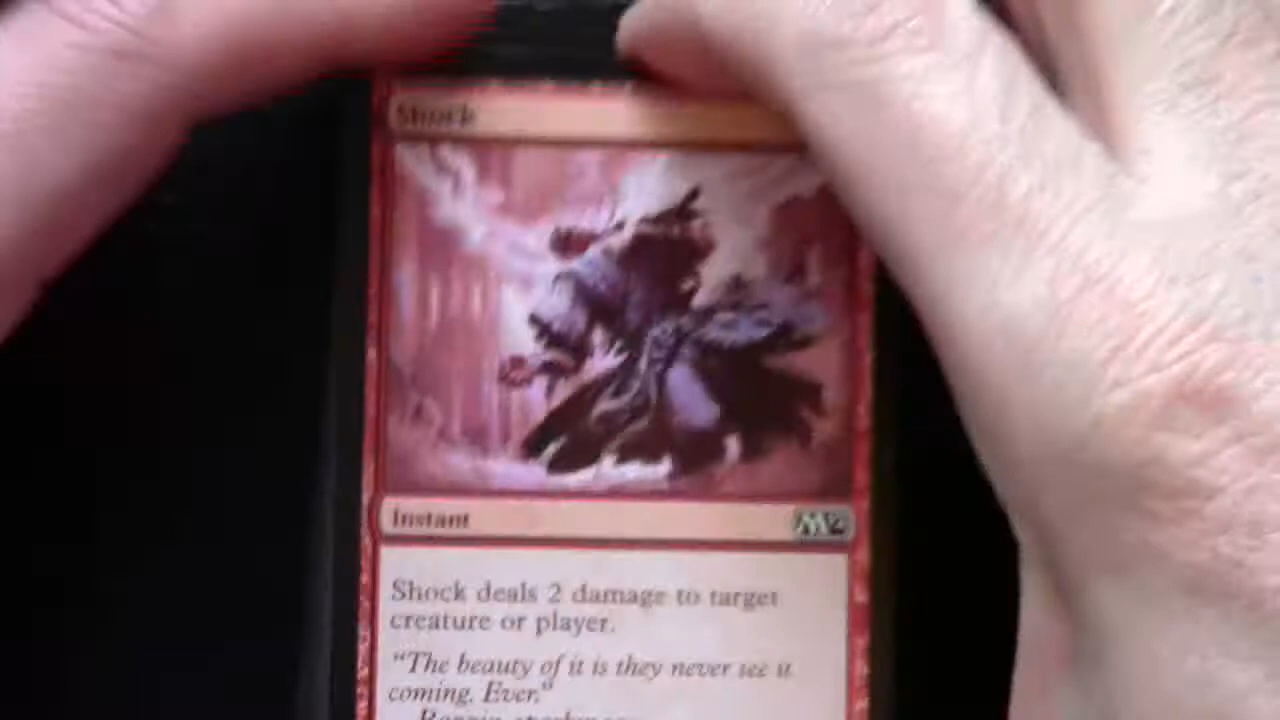 Shock
Instant
M12
Shock deals 2 damage to target
creature or player.
"The beauty of it is they never see it
coming. Ever."